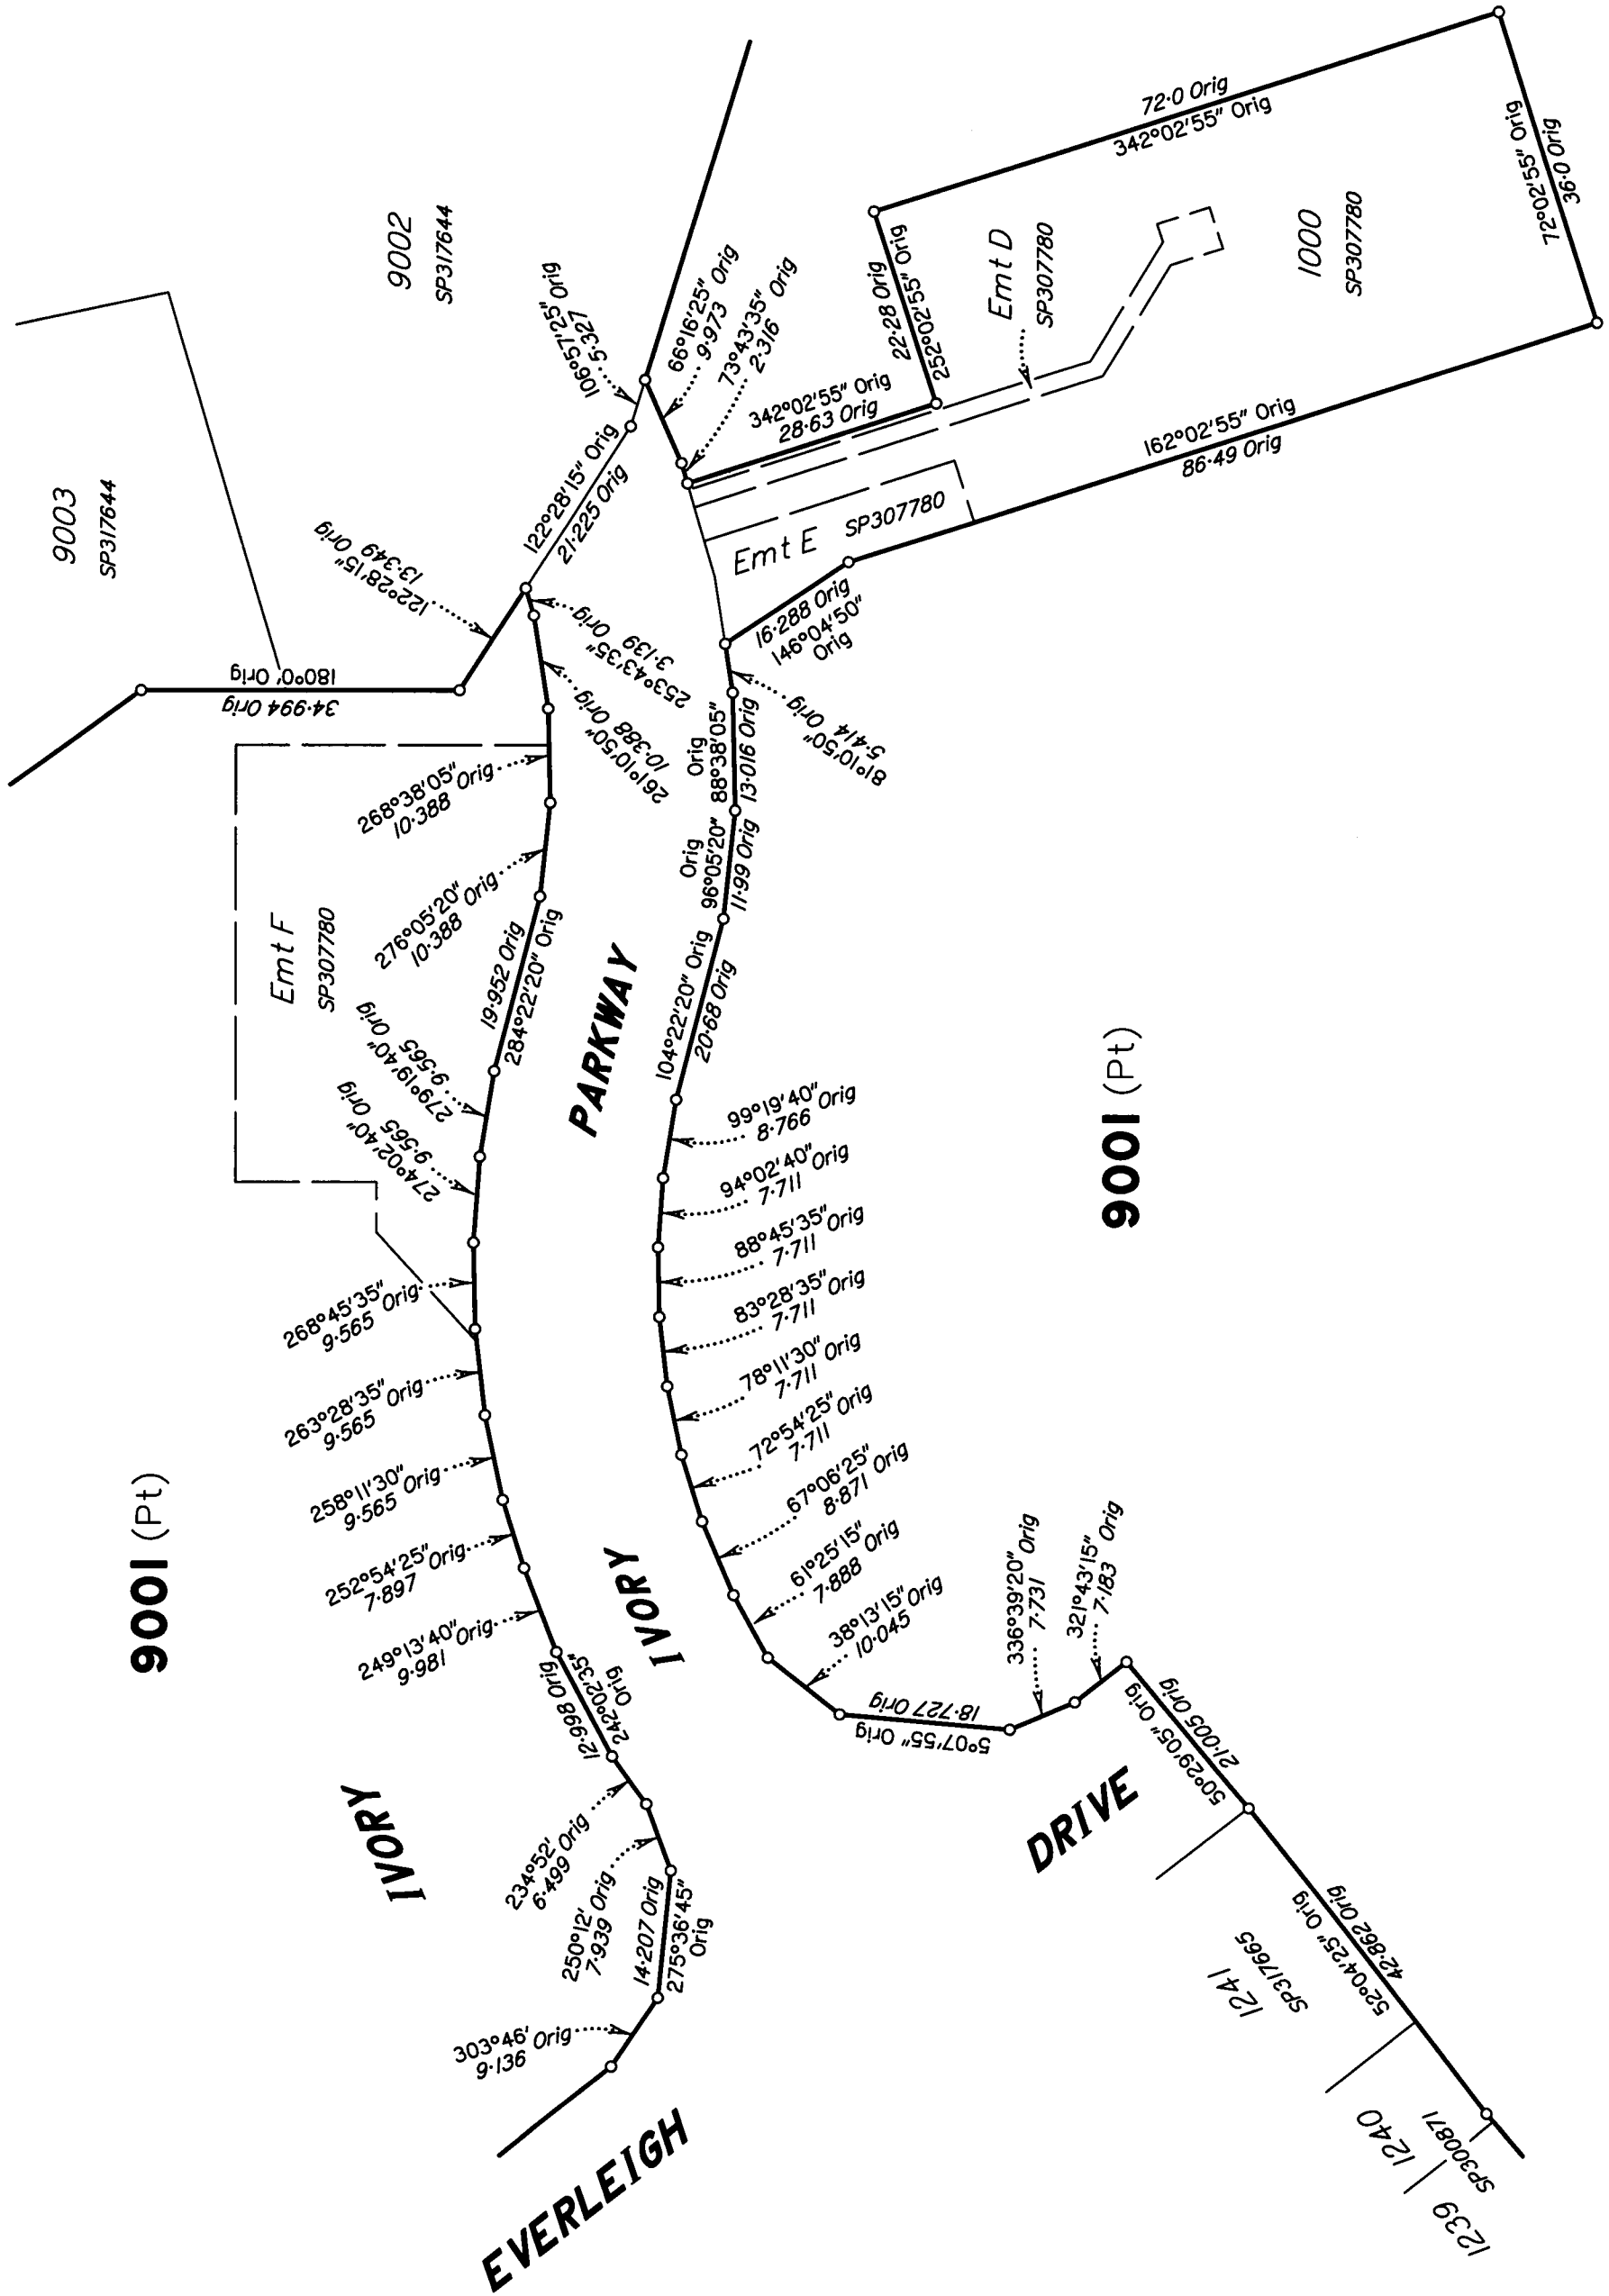 9003
SP317644
9002
SP317644
180°0' Orig
34·994 Orig
122°28'15" Orig
13·349
122°28'15" Orig
21·225 Orig
106°57'25" Orig
5·327
66°16'25" Orig
9·973
73°43'35" Orig
2·316
342°02'55" Orig
28·63 Orig
22·28 Orig
252°02'55" Orig
72·0 Orig
342°02'55" Orig
72°02'55" Orig
36·0 Orig
Emt D
SP307780
1000
SP307780
162°02'55" Orig
86·49 Orig
Emt E SP307780
16·288 Orig
146°04'50"
Orig
81°10'50" Orig
5·414
Orig
88°38'05"
13·016 Orig
Orig
96°05'20"
11·99 Orig
104°22'20" Orig
20·68 Orig
253°43'35" Orig
3·139
261°10'50" Orig
10·388
268°38'05"
10·388 Orig
276°05'20"
10·388 Orig
19·952 Orig
284°22'20" Orig
Emt F
SP307780
279°19'40" Orig
9·565
274°02'40" Orig
9·565
268°45'35"
9·565 Orig
263°28'35"
9·565 Orig
258°11'30"
9·565 Orig
252°54'25"
7·897 Orig
249°13'40"
9·981 Orig
12·998 Orig
242°02'35"
Orig
234°52'
6·499 Orig
250°12'
7·939 Orig
14·207 Orig
275°36'45"
Orig
303°46'
9·136 Orig
9001 (Pt)
IVORY
PARKWAY
IVORY
99°19'40"
8·766 Orig
94°02'40"
7·711 Orig
88°45'35"
7·711 Orig
83°28'35"
7·711 Orig
78°11'30"
7·711 Orig
72°54'25"
7·711 Orig
67°06'25"
8·871 Orig
61°25'15"
7·888 Orig
38°13'15"
10·045 Orig
18·727 Orig
5°07'55" Orig
336°39'20" Orig
7·731
321°43'15" Orig
7·183
9001 (Pt)
50°29'05" Orig
21·005 Orig
52°04'25" Orig
42·862 Orig
EVERLEIGH
DRIVE
1241
SP317665
1240
SP300871
1239